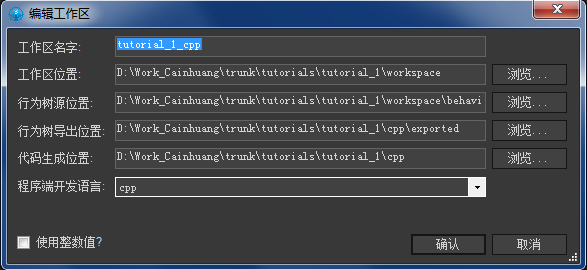 编辑工作区
工作区名字: tutorial_1_cpp
工作区位置: D:\Work_Cainhuang\trunk\tutorials\tutorial_1\workspace 浏览...
行为树源位置: D:\Work_Cainhuang\trunk\tutorials\tutorial_1\workspace\behavi 浏览...
行为树导出位置: D:\Work_Cainhuang\trunk\tutorials\tutorial_1\cpp\exported 浏览...
代码生成位置: D:\Work_Cainhuang\trunk\tutorials\tutorial_1\cpp 浏览...
程序端开发语言: cpp
使用整数值? 确认 取消